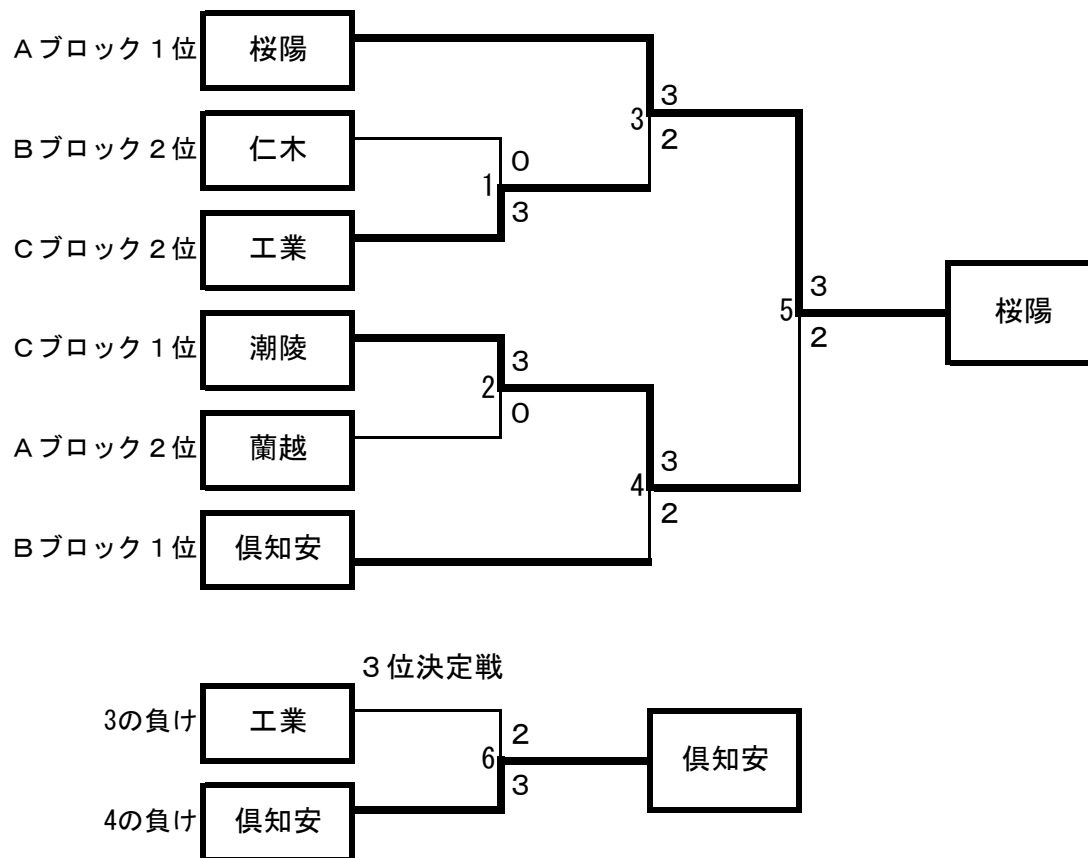 Aブロック1位 桜陽
3
3 2
Bブロック2位 仁木
0
1 3
Cブロック2位 工業
3
5 2
桜陽
Cブロック1位 潮陵
3
2 0
Aブロック2位 蘭越
3
4 2
Bブロック1位 倶知安
3位決定戦
3の負け 工業
2
6 3
倶知安
4の負け 倶知安